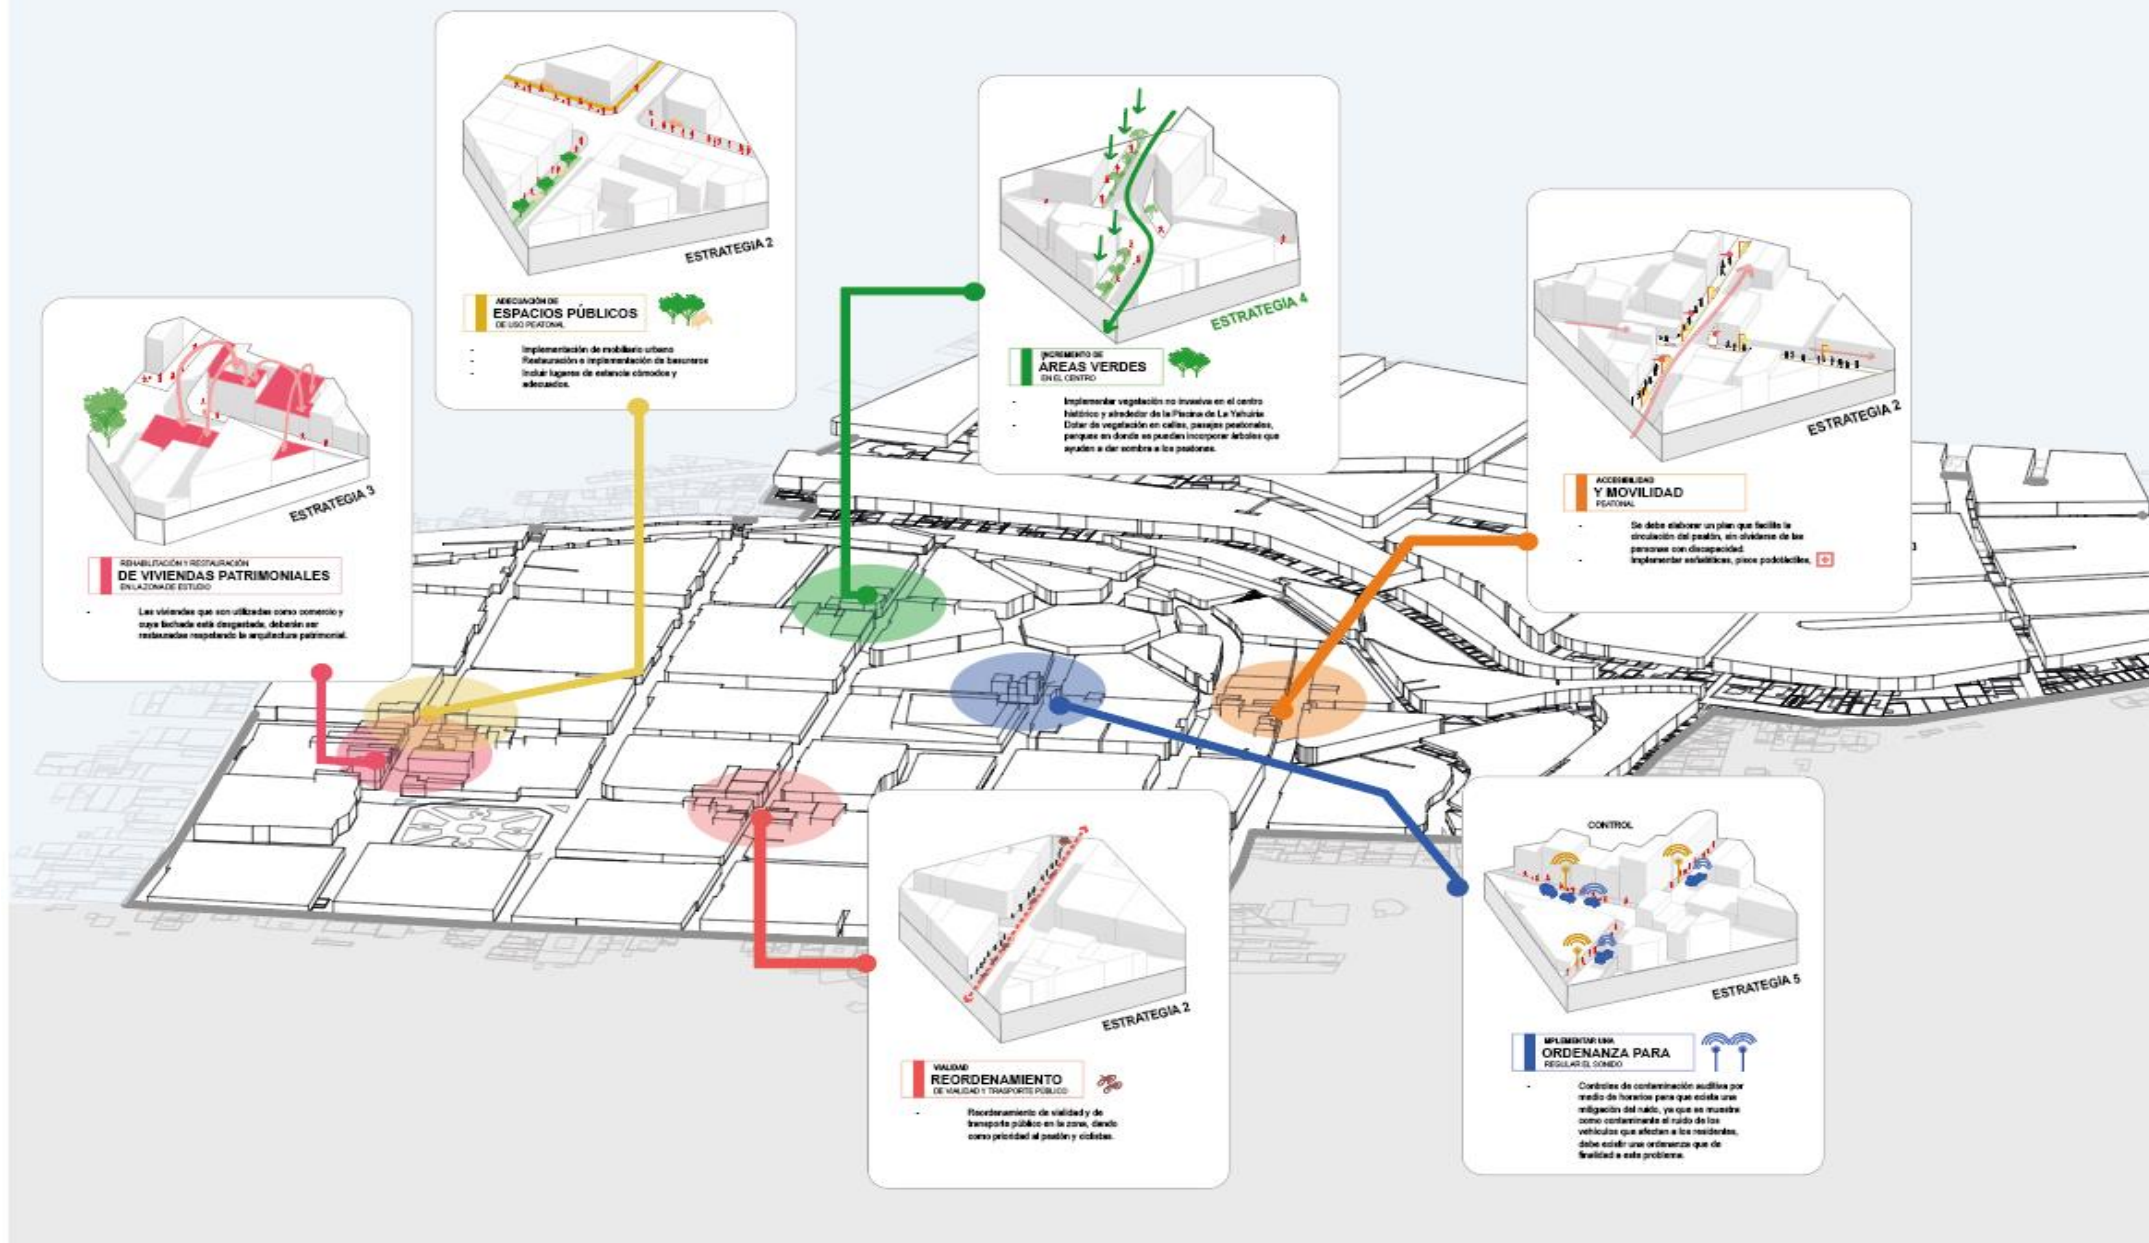 ESTRATEGIA 2
ADECUACIÓN DE
ESPACIOS PÚBLICOS
DE USO PEATONAL
- Implementación de mobiliario urbano
- Restauración e implementación de basureros
- Incluir lugares de estancia cómodos y
adecuados.
ESTRATEGIA 4
INCREMENTO DE
ÁREAS VERDES
EN EL CENTRO
- Implementar vegetación no invasiva en el centro
histórico y alrededor de la Piscina de La Yahuira
- Dotar de vegetación en calles, pasajes peatonales,
parques en donde se puedan incorporar árboles que
ayuden a dar sombra a los peatones.
ESTRATEGIA 2
ACCESIBILIDAD
Y MOVILIDAD
PEATONAL
- Se debe elaborar un plan que facilite la
circulación del peatón, sin olvidarse de las
personas con discapacidad.
- Implementar señaléticas, pisos podotáctiles,
ESTRATEGIA 3
REHABILITACIÓN Y RESTAURACIÓN
DE VIVIENDAS PATRIMONIALES
EN LA ZONA DE ESTUDIO
- Las viviendas que son utilizadas como comercio y
cuya fachada está desgastada, deberán ser
restauradas respetando la arquitectura patrimonial.
ESTRATEGIA 2
VIALIDAD
REORDENAMIENTO
DE VIALIDAD Y TRASPORTE PÚBLICO
- Reordenamiento de vialidad y de
transporte público en la zona, dando
como prioridad al peatón y ciclistas.
CONTROL
ESTRATEGIA 5
IMPLEMENTAR UNA
ORDENANZA PARA
REGULAR EL SONIDO
- Controles de contaminación auditiva por
medio de horarios para que exista una
mitigación del ruido, ya que se muestra
como contaminante el ruido de los
vehículos que afectan a los residentes,
debe existir una ordenanza que de
finalidad a este problema.